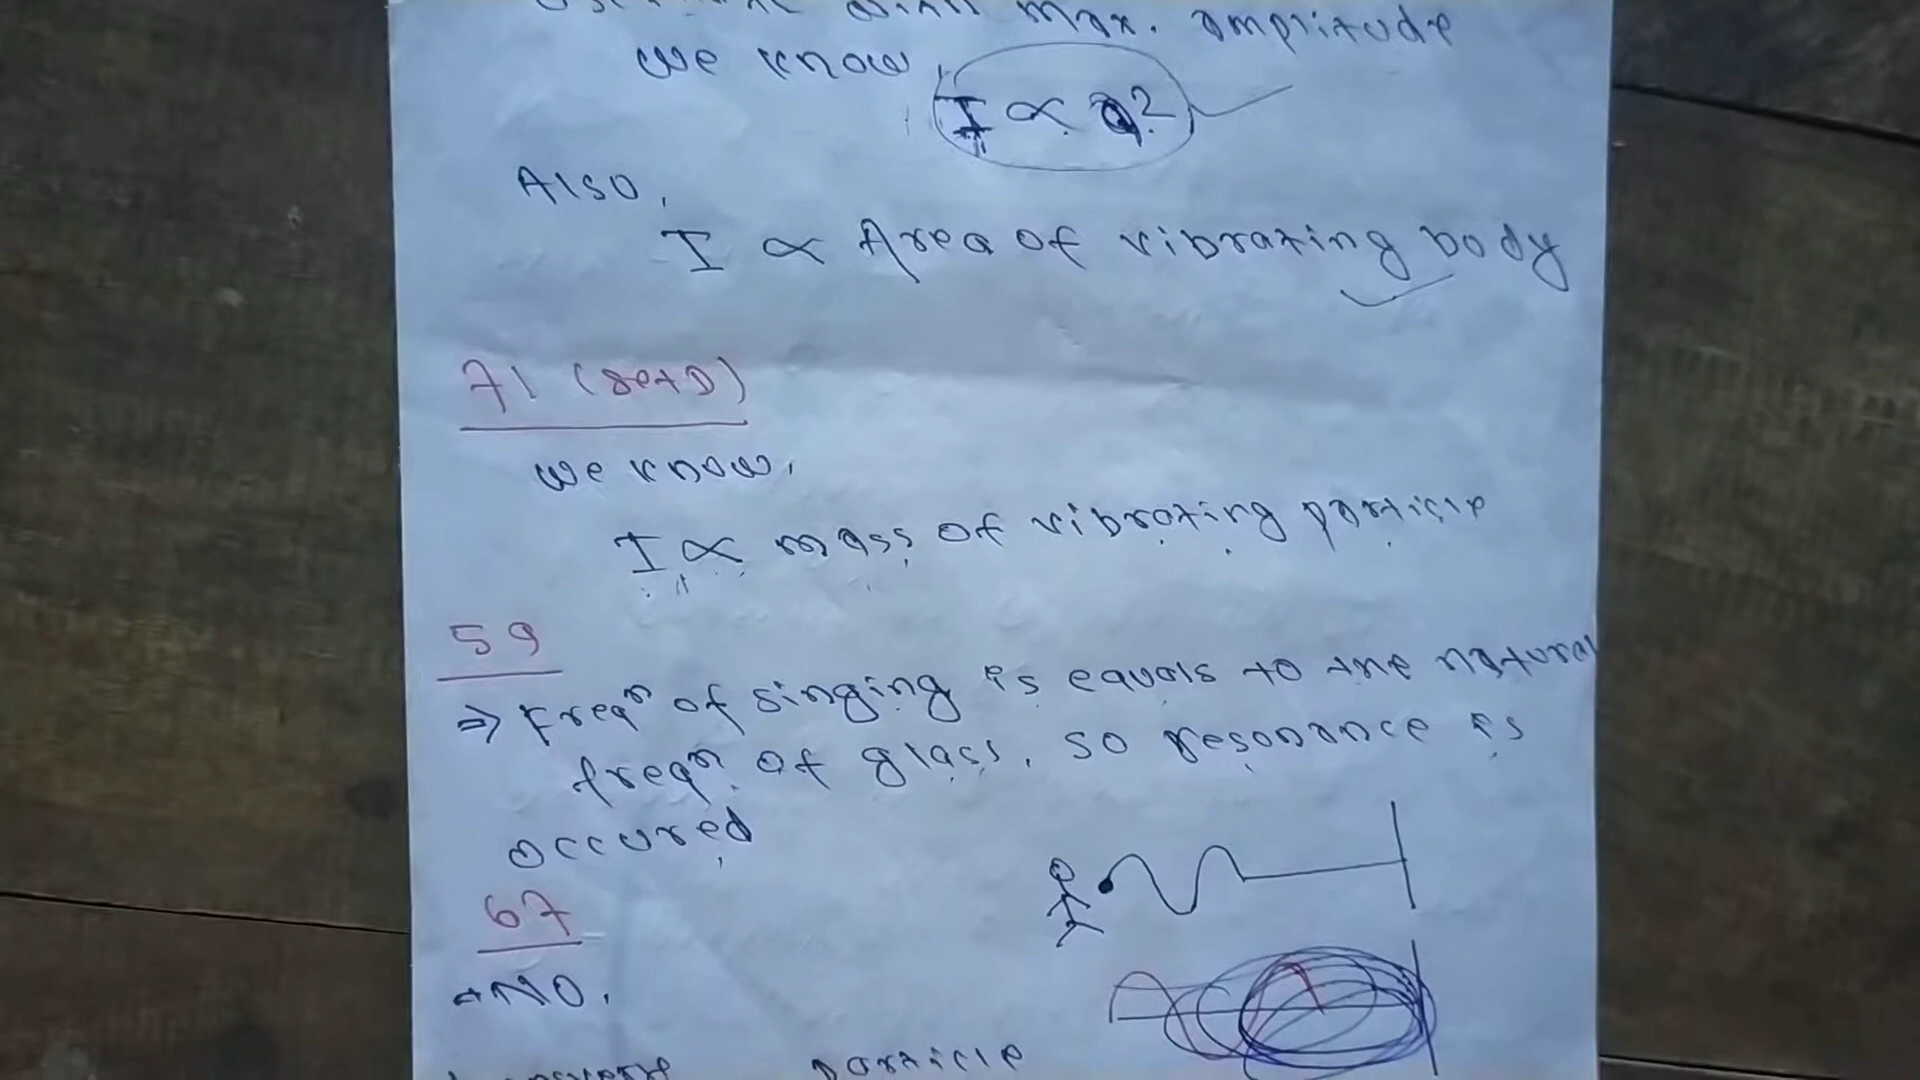 max. amplitude
we know,
I ∝ a²
Also,
I ∝ Area of vibrating body
71 (set D)
we know,
I ∝ mass of vibrating particle
59
⇒ Freqⁿ of singing is equals to the natural
freqⁿ of glass, so resonance is
occured
67
→ NO.
particle